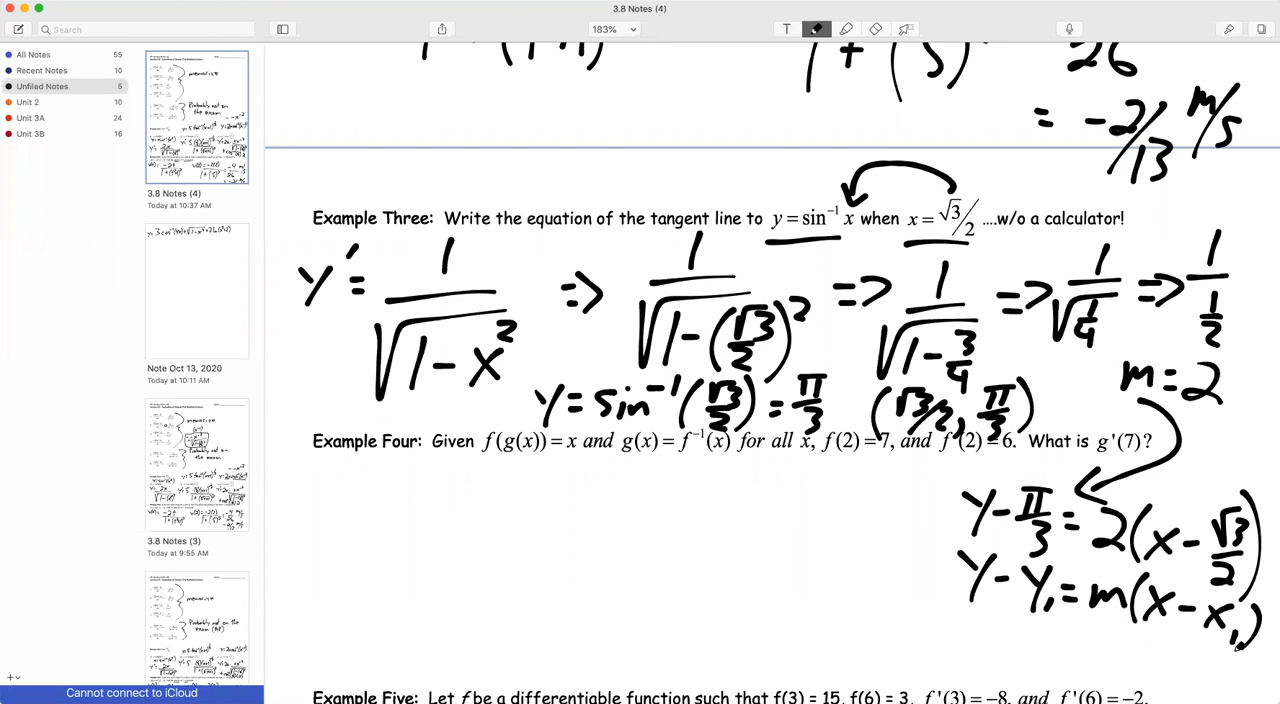 3.8 Notes (4)
Search
183%
T
All Notes 55
Recent Notes 10
Unfiled Notes 5
Unit 2 10
Unit 3A 24
Unit 3B 16
3.8 Notes (4)
Today at 10:37 AM
Note Oct 13, 2020
Today at 10:11 AM
3.8 Notes (3)
Today at 9:55 AM
Cannot connect to iCloud
1 + (5) 26
= -2/13 m/s
Example Three: Write the equation of the tangent line to y = sin⁻¹ x when x = √3/2 ....w/o a calculator!
y' = 1/√(1-x²) => 1/√(1-(√3/2)²) => 1/√(1-3/4) => 1/√(1/4) => 1/(1/2)
m = 2
y = sin⁻¹(√3/2) = π/3 (√3/2, π/3)
Example Four: Given f(g(x)) = x and g(x) = f⁻¹(x) for all x, f(2) = 7, and f'(2) = 6. What is g'(7)?
y - π/3 = 2(x - √3/2)
y - y₁ = m(x - x₁)
Example Five: Let f be a differentiable function such that f(3) = 15, f(6) = 3, f'(3) = -8, and f'(6) = -2.